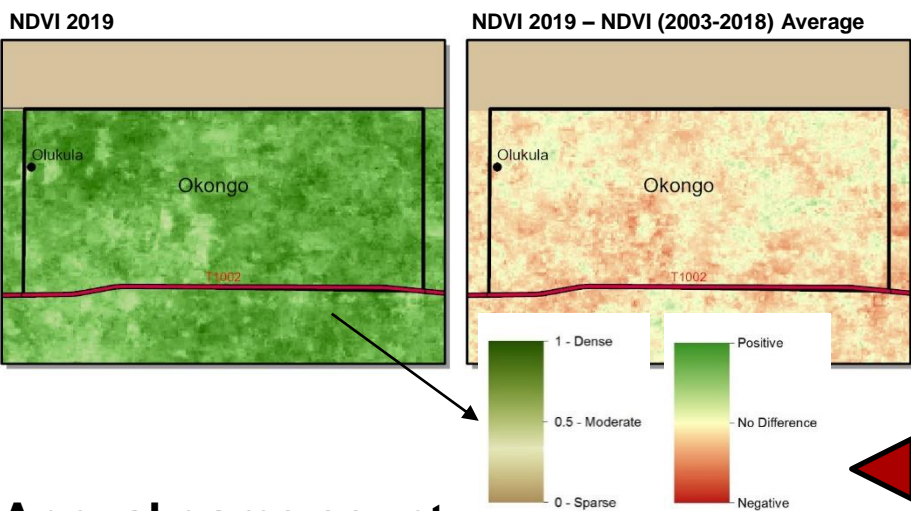 NDVI 2019
NDVI 2019 – NDVI (2003-2018) Average
Olukula
Okongo
T1002
Olukula
Okongo
T1002
1 - Dense
0.5 - Moderate
0 - Sparse
Positive
No Difference
Negative